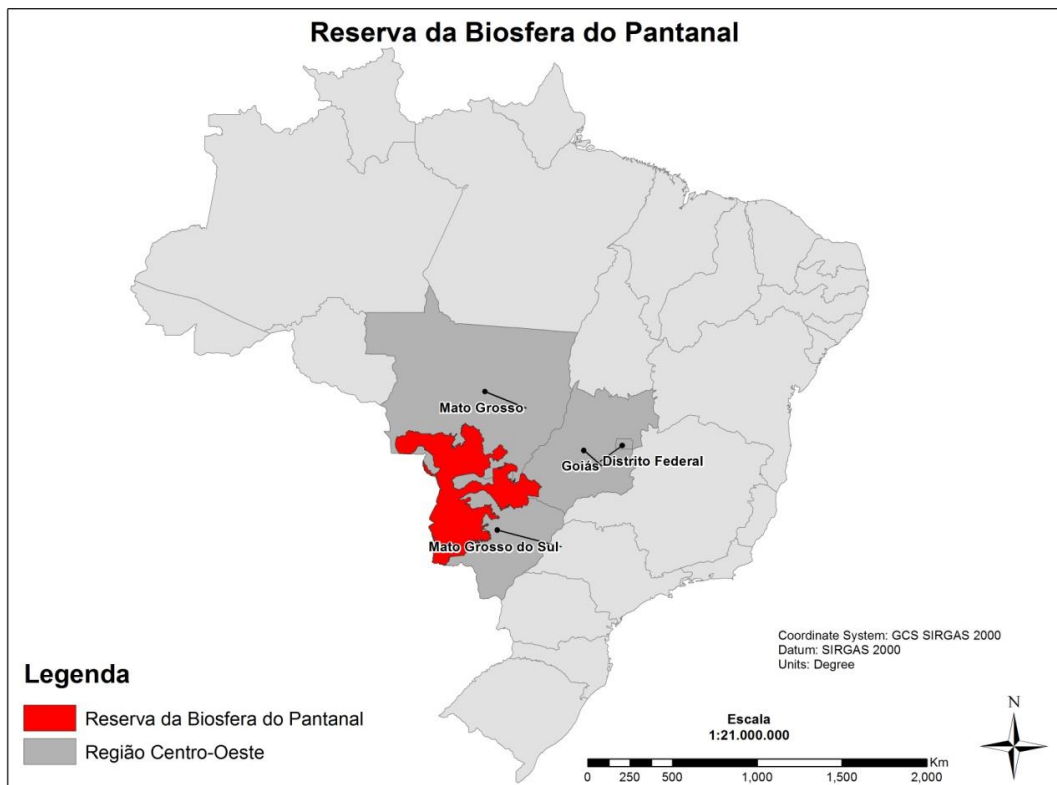 Reserva da Biosfera do Pantanal
Mato Grosso
Goiás
Distrito Federal
Mato Grosso do Sul
Coordinate System: GCS SIRGAS 2000
Datum: SIRGAS 2000
Units: Degree
Legenda
Reserva da Biosfera do Pantanal
Região Centro-Oeste
Escala
1:21.000.000
N
Km
0 250 500 1,000 1,500 2,000